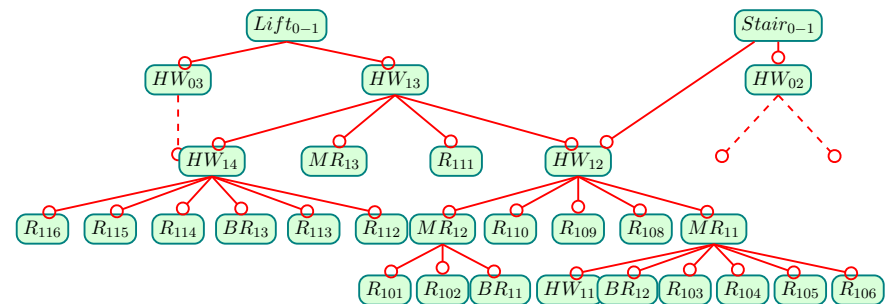 Lift₀₋₁ Stair₀₋₁
HW₀₃ HW₁₃ HW₀₂
HW₁₄ MR₁₃ R₁₁₁ HW₁₂
R₁₁₆ R₁₁₅ R₁₁₄ BR₁₃ R₁₁₃ R₁₁₂ MR₁₂ R₁₁₀ R₁₀₉ R₁₀₈ MR₁₁
R₁₀₁ R₁₀₂ BR₁₁ HW₁₁ BR₁₂ R₁₀₃ R₁₀₄ R₁₀₅ R₁₀₆